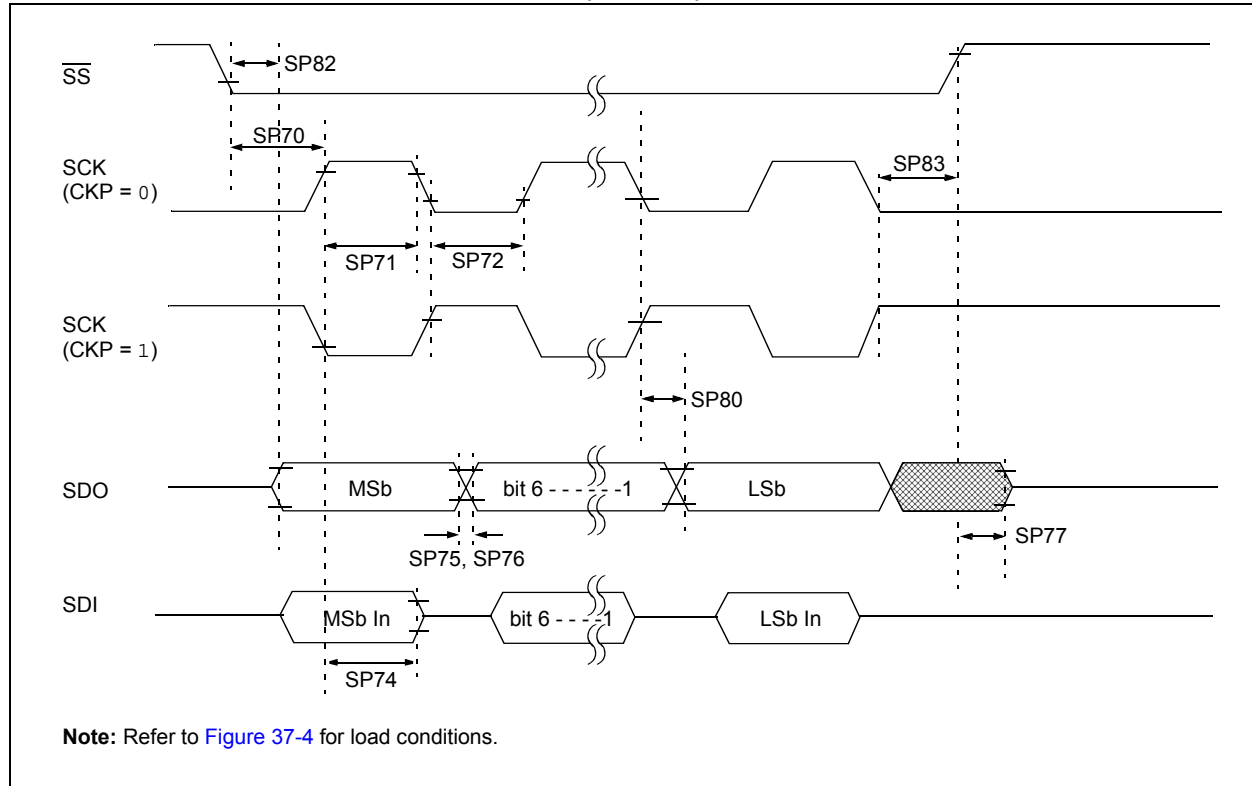 SS
SP82
SP70
SCK
(CKP = 0)
SP83
SP71
SP72
SCK
(CKP = 1)
SP80
SDO
MSb
bit 6 - - - - - -1
LSb
SP75, SP76
SP77
SDI
MSb In
bit 6 - - - -1
LSb In
SP74
Note: Refer to Figure 37-4 for load conditions.